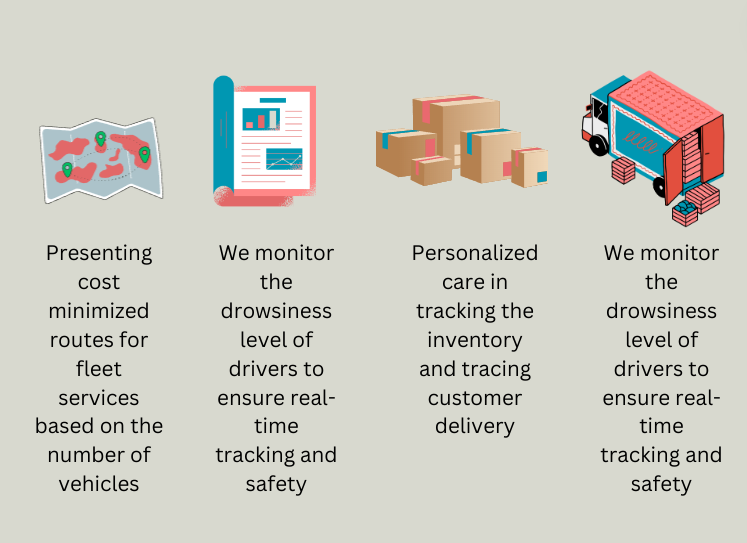 Presenting
cost
minimized
routes for
fleet
services
based on the
number of
vehicles
We monitor
the
drowsiness
level of
drivers to
ensure real-
time
tracking and
safety
Personalized
care in
tracking the
inventory
and tracing
customer
delivery
We monitor
the
drowsiness
level of
drivers to
ensure real-
time
tracking and
safety